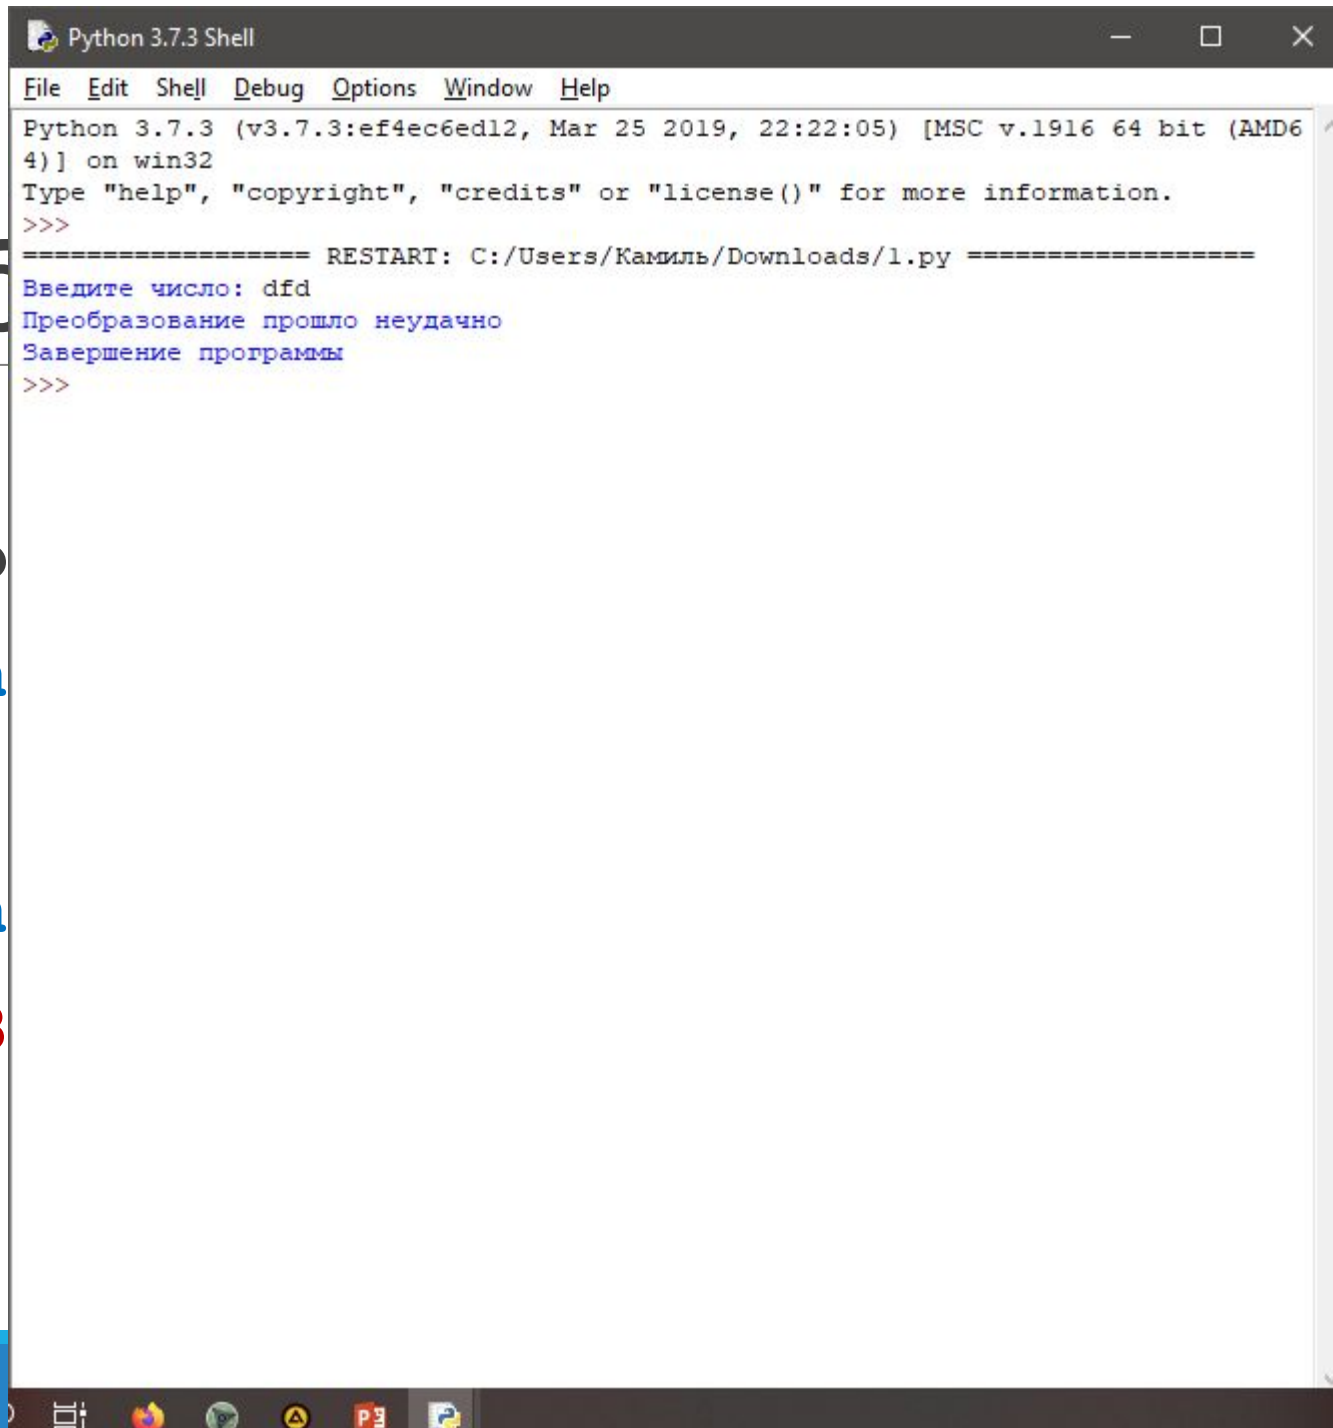 Python 3.7.3 Shell
File Edit Shell Debug Options Window Help
Python 3.7.3 (v3.7.3:ef4ec6ed12, Mar 25 2019, 22:22:05) [MSC v.1916 64 bit (AMD6
4)] on win32
Type "help", "copyright", "credits" or "license()" for more information.
>>>
================== RESTART: C:/Users/Камиль/Downloads/1.py ==================
Введите число: dfd
Преобразование прошло неудачно
Завершение программы
>>>